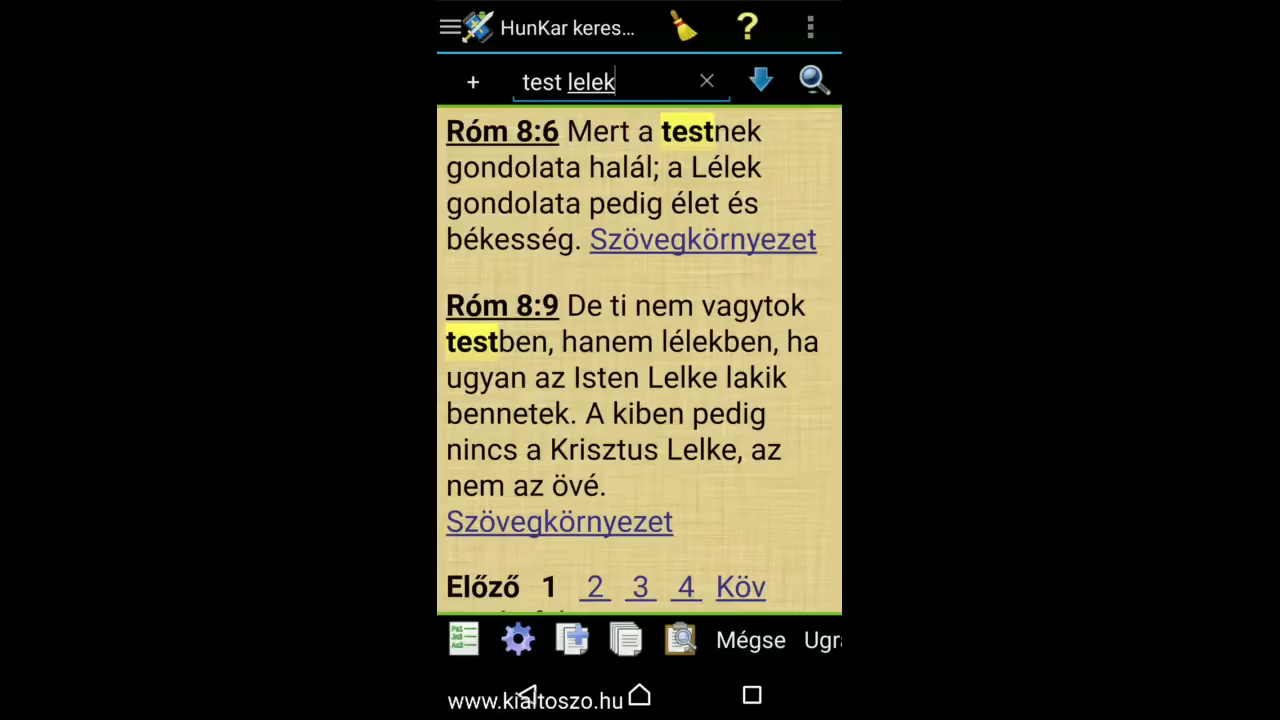 HunKar keres...
?
+ test lelek ×
Róm 8:6 Mert a testnek
gondolata halál; a Lélek
gondolata pedig élet és
békesség. Szövegkörnyezet
Róm 8:9 De ti nem vagytok
testben, hanem lélekben, ha
ugyan az Isten Lelke lakik
bennetek. A kiben pedig
nincs a Krisztus Lelke, az
nem az övé.
Szövegkörnyezet
Előző 1 2 3 4 Köv
Mégse Ugr
www.kialtoszo.hu